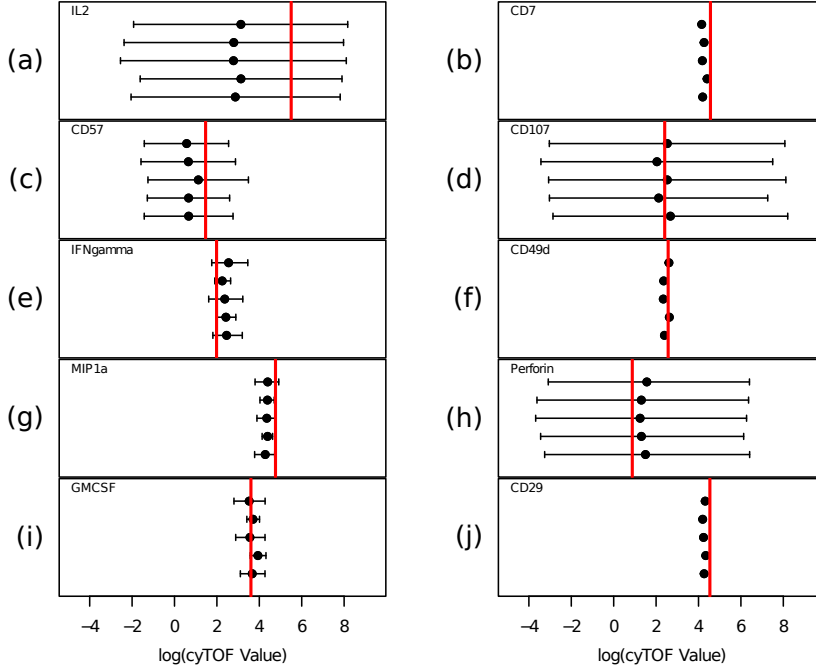 (a) IL2
(b) CD7
(c) CD57
(d) CD107
(e) IFNgamma
(f) CD49d
(g) MIP1a
(h) Perforin
(i) GMCSF
(j) CD29
−4 −2 0 2 4 6 8
−4 −2 0 2 4 6 8
log(cyTOF Value)
log(cyTOF Value)